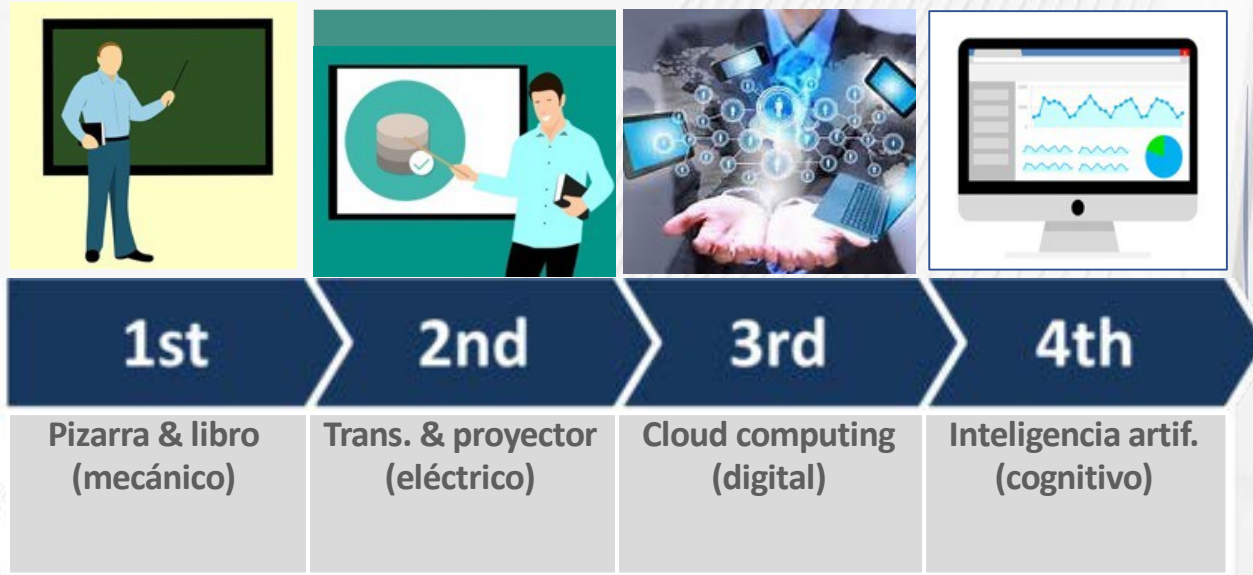 1st
2nd
3rd
4th
Pizarra & libro
(mecánico)
Trans. & proyector
(eléctrico)
Cloud computing
(digital)
Inteligencia artif.
(cognitivo)